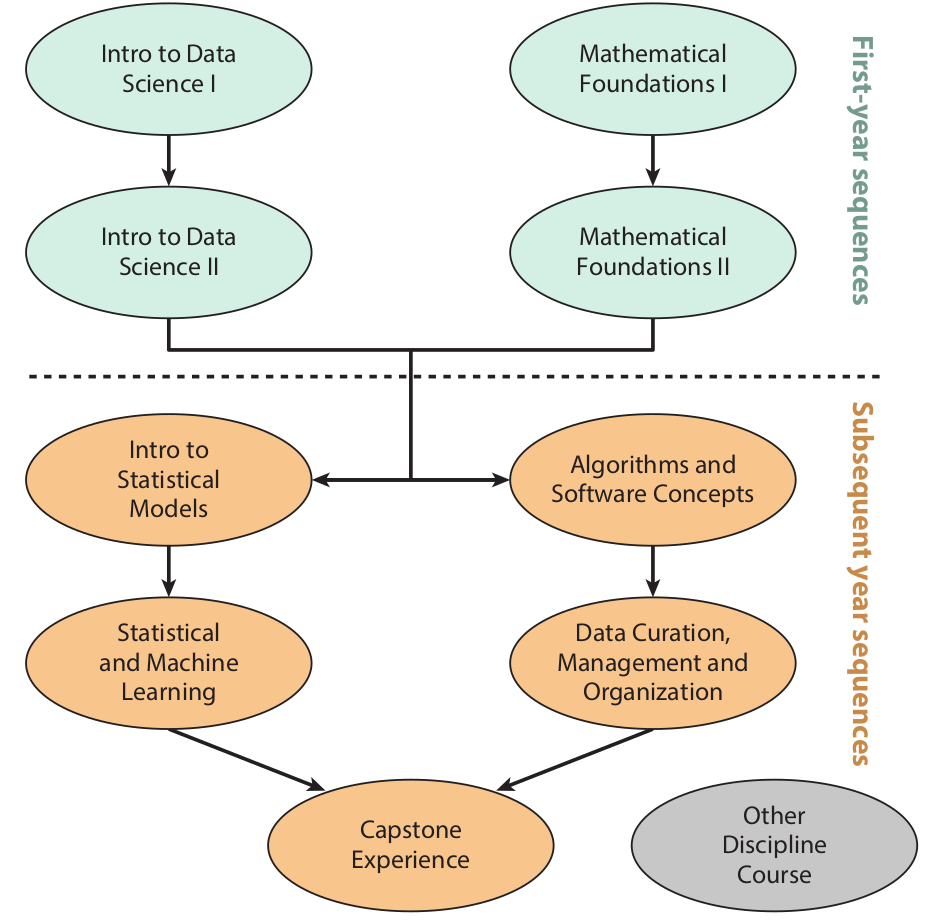 Intro to Data
Science I
Mathematical
Foundations I
First-year sequences
Intro to Data
Science II
Mathematical
Foundations II
Intro to
Statistical
Models
Algorithms and
Software Concepts
Subsequent year sequences
Statistical
and Machine
Learning
Data Curation,
Management and
Organization
Capstone
Experience
Other
Discipline
Course